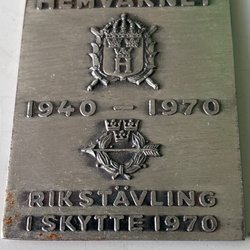 HEMVÄRNET
H
1940 – 1970
RIKSTÄVLING
I SKYTTE 1970